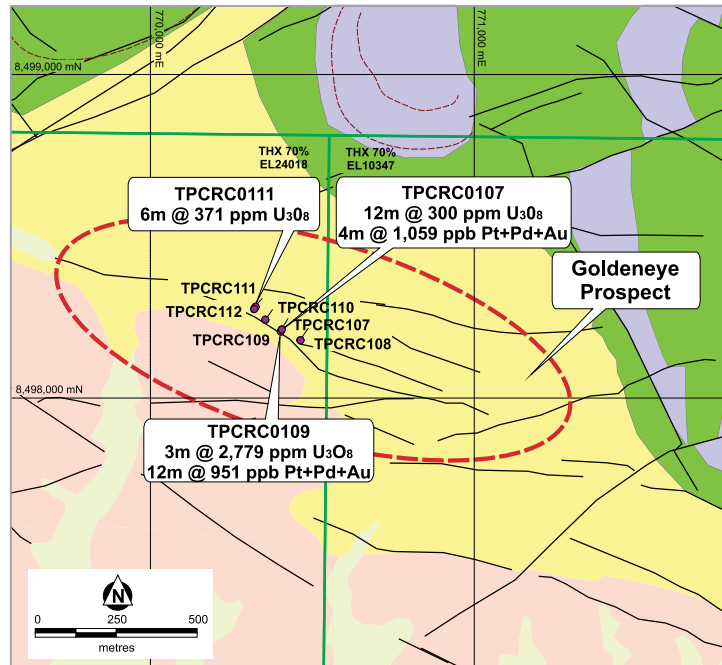 770,000 mE
771,000 mE
8,499,000 mN
THX 70%
EL24018
THX 70%
EL10347
TPCRC0111
6m @ 371 ppm U₃0₈
TPCRC0107
12m @ 300 ppm U₃0₈
4m @ 1,059 ppb Pt+Pd+Au
Goldeneye
Prospect
TPCRC111
TPCRC110
TPCRC112
TPCRC107
TPCRC109
TPCRC108
8,498,000 mN
TPCRC0109
3m @ 2,779 ppm U₃O₈
12m @ 951 ppb Pt+Pd+Au
N
0 250 500
metres